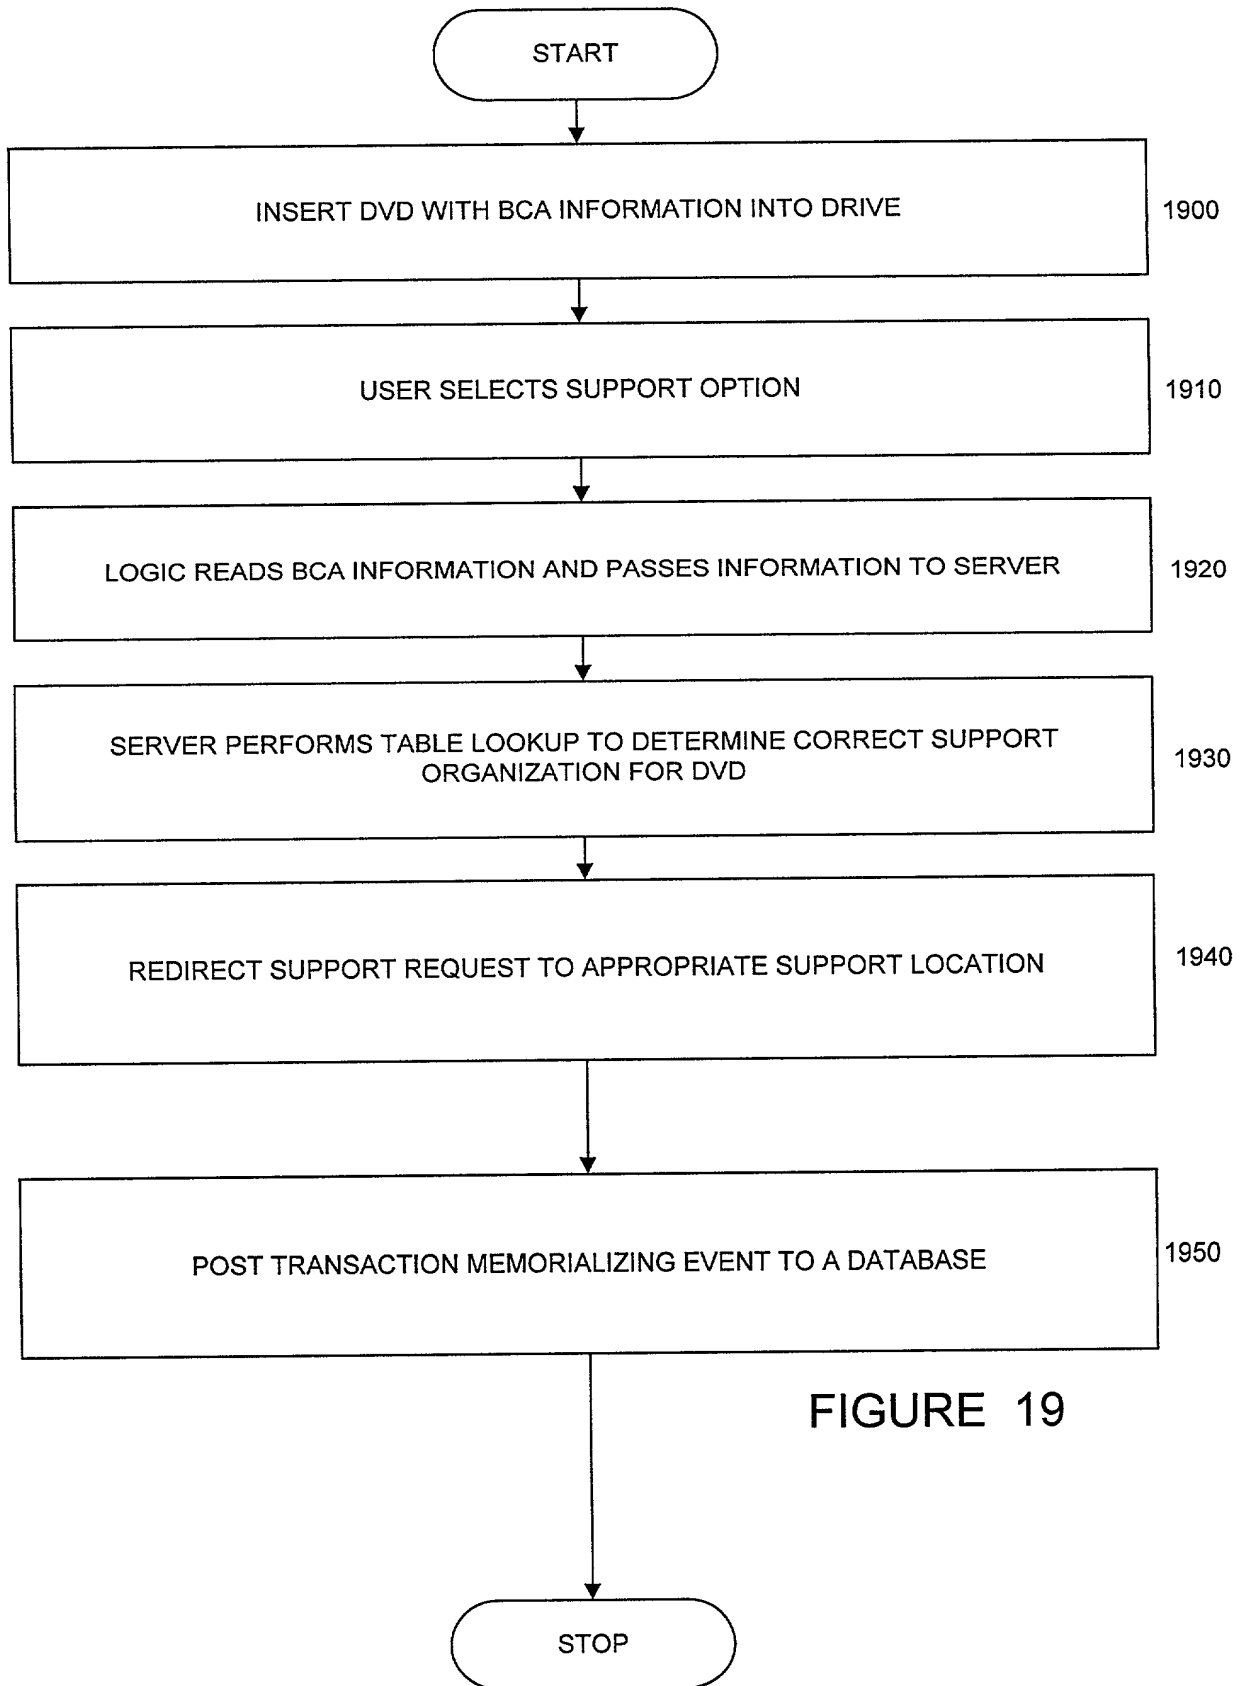 START
INSERT DVD WITH BCA INFORMATION INTO DRIVE
1900
USER SELECTS SUPPORT OPTION
1910
LOGIC READS BCA INFORMATION AND PASSES INFORMATION TO SERVER
1920
SERVER PERFORMS TABLE LOOKUP TO DETERMINE CORRECT SUPPORT
ORGANIZATION FOR DVD
1930
REDIRECT SUPPORT REQUEST TO APPROPRIATE SUPPORT LOCATION
1940
POST TRANSACTION MEMORIALIZING EVENT TO A DATABASE
1950
FIGURE 19
STOP